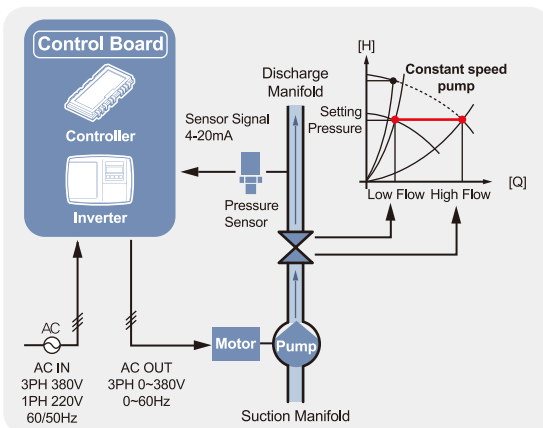 Control Board
Controller
Inverter
Sensor Signal
4-20mA
Discharge
Manifold
Pressure
Sensor
[H]
Constant speed
pump
Setting
Pressure
[Q]
Low Flow
High Flow
AC
AC IN
3PH 380V
1PH 220V
60/50Hz
AC OUT
3PH 0~380V
0~60Hz
Motor
Pump
Suction Manifold